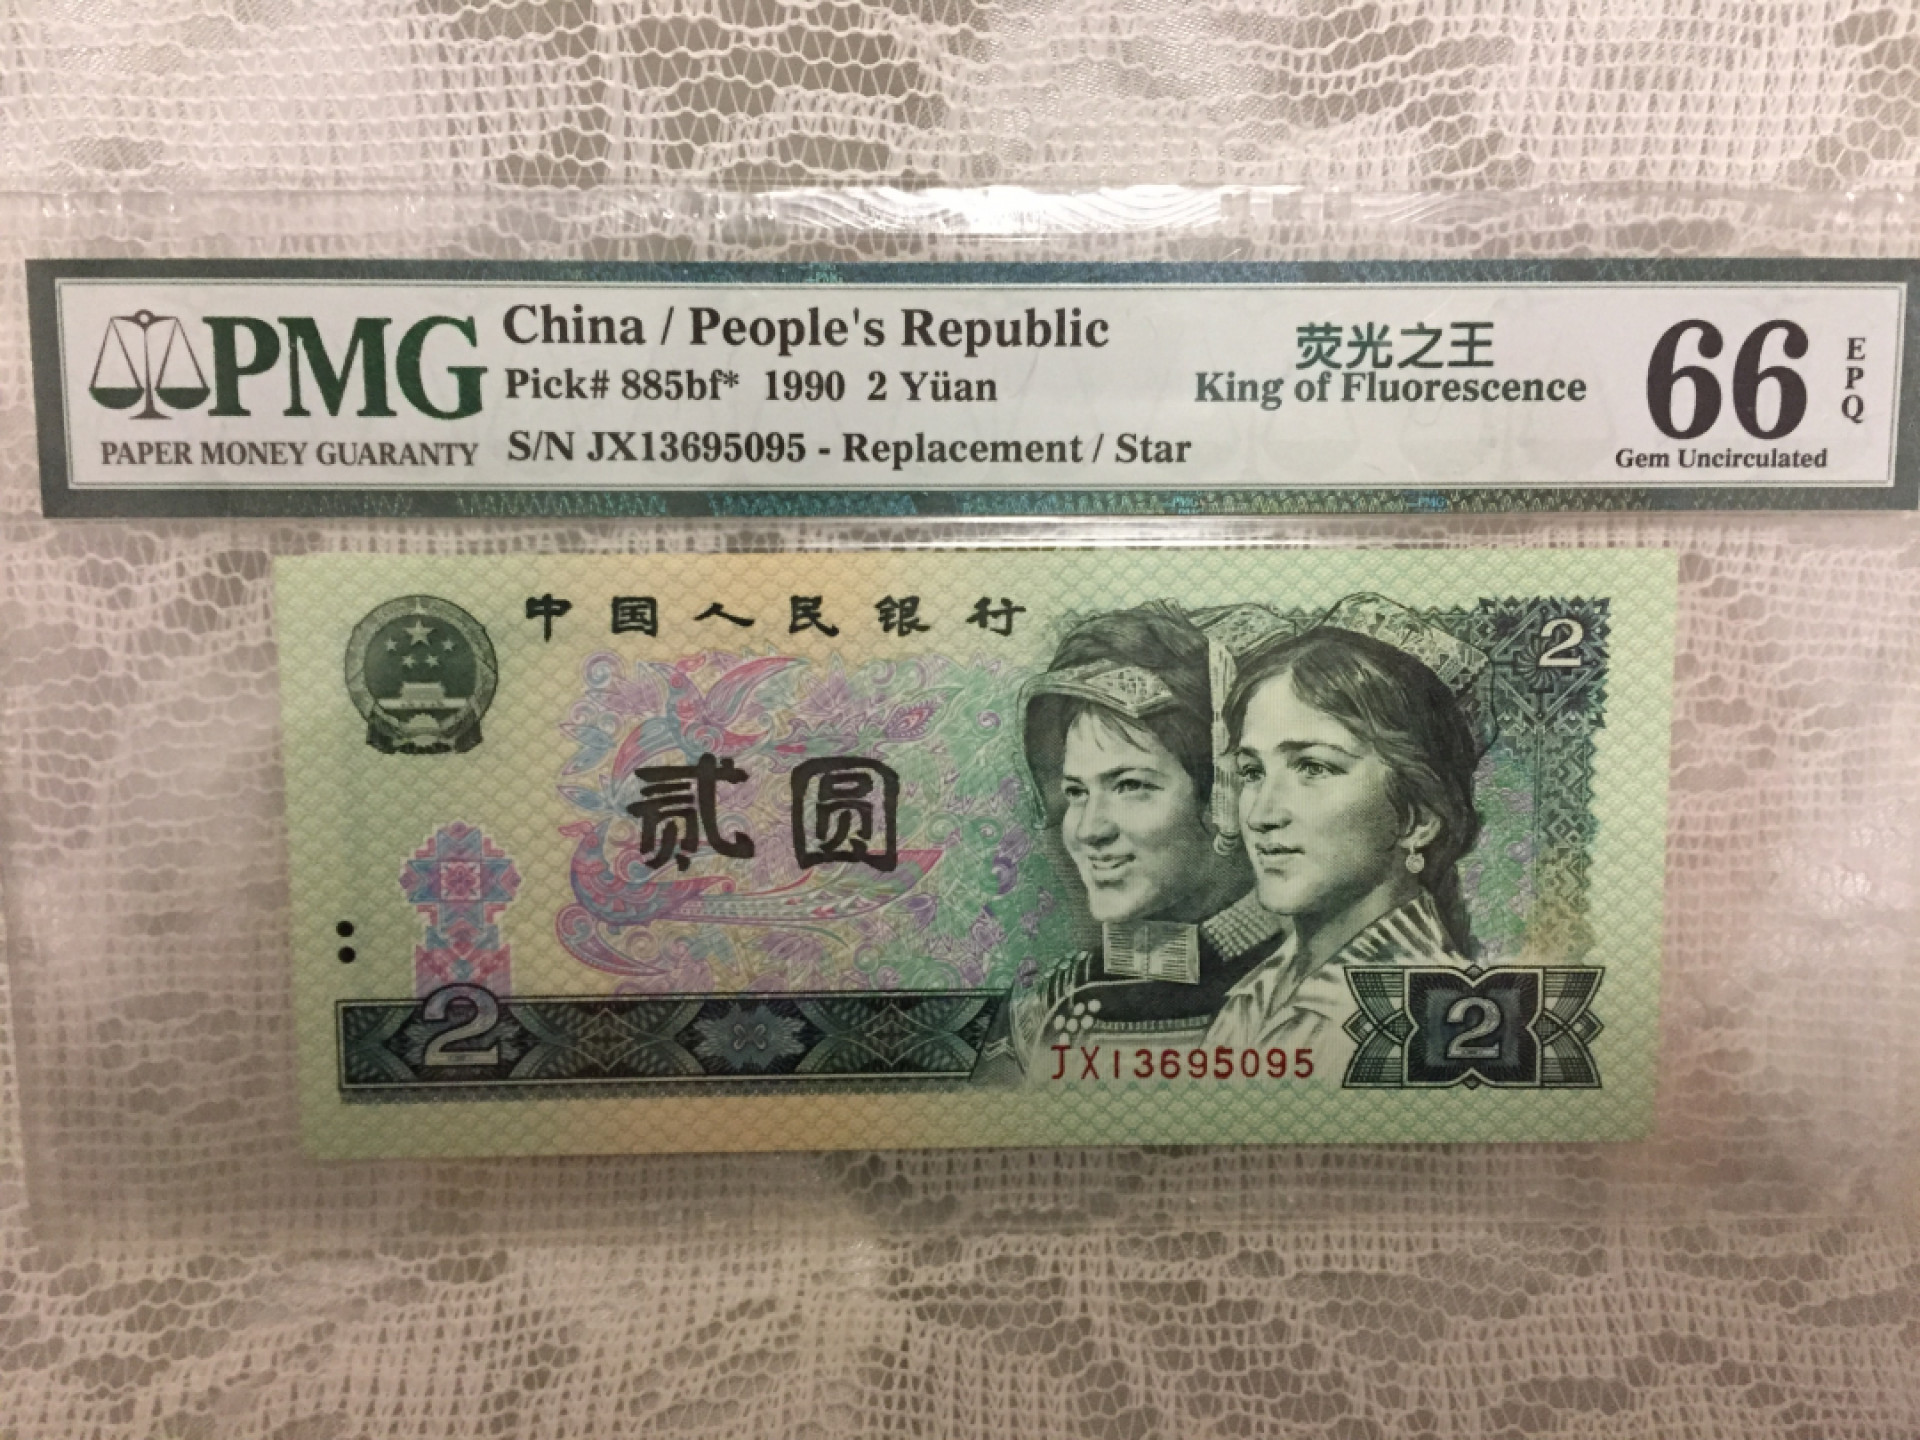 PMG
PAPER MONEY GUARANTY
China / People's Republic
Pick# 885bf* 1990 2 Yüan
S/N JX13695095 - Replacement / Star
荧光之王
King of Fluorescence
66
EPQ
Gem Uncirculated
中国人民银行
2
贰圆
2
JX13695095
2